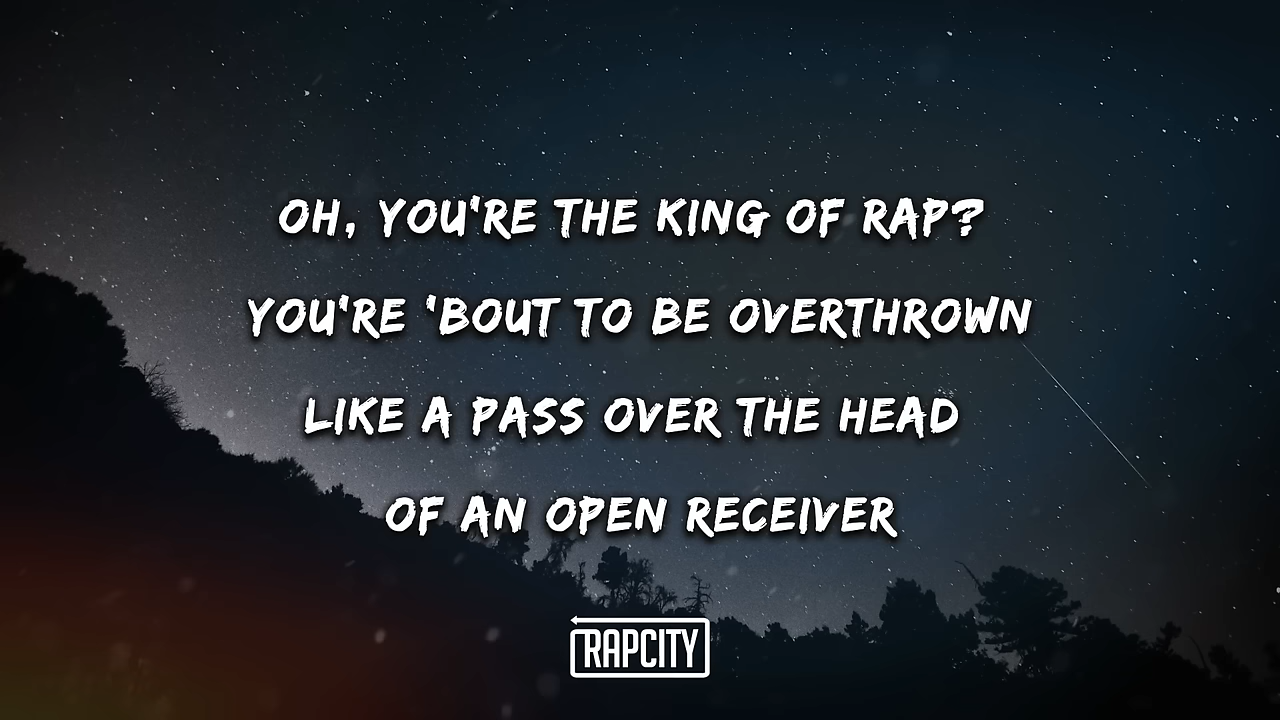 OH, YOU'RE THE KING OF RAP?
YOU'RE 'BOUT TO BE OVERTHROWN
LIKE A PASS OVER THE HEAD
OF AN OPEN RECEIVER
RAPCITY